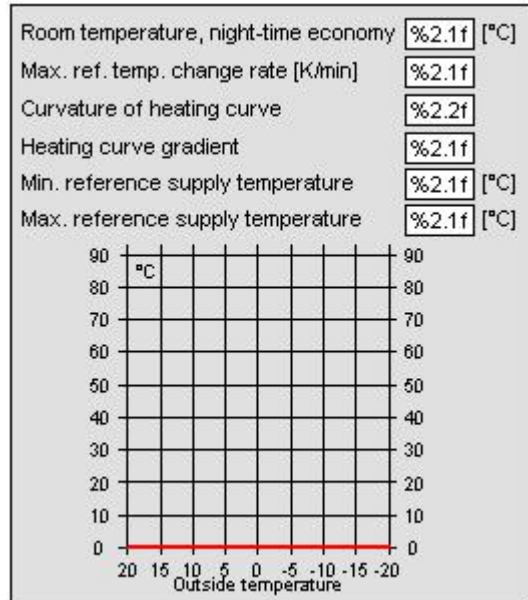 Room temperature, night-time economy %2.1f [°C]
Max. ref. temp. change rate [K/min] %2.1f
Curvature of heating curve %2.2f
Heating curve gradient %2.1f
Min. reference supply temperature %2.1f [°C]
Max. reference supply temperature %2.1f [°C]
90 °C 90
80 80
70 70
60 60
50 50
40 40
30 30
20 20
10 10
0 0
20 15 10 5 0 -5 -10 -15 -20
Outside temperature